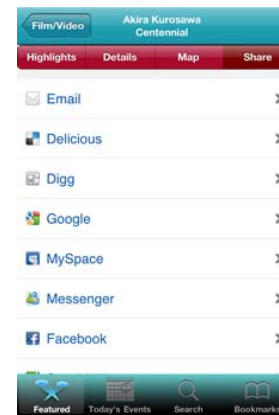 Film/Video
Akira Kurosawa
Centennial
Highlights Details Map Share
Email
Delicious
Digg
Google
MySpace
Messenger
Facebook
Featured Today's Events Search Bookmarks